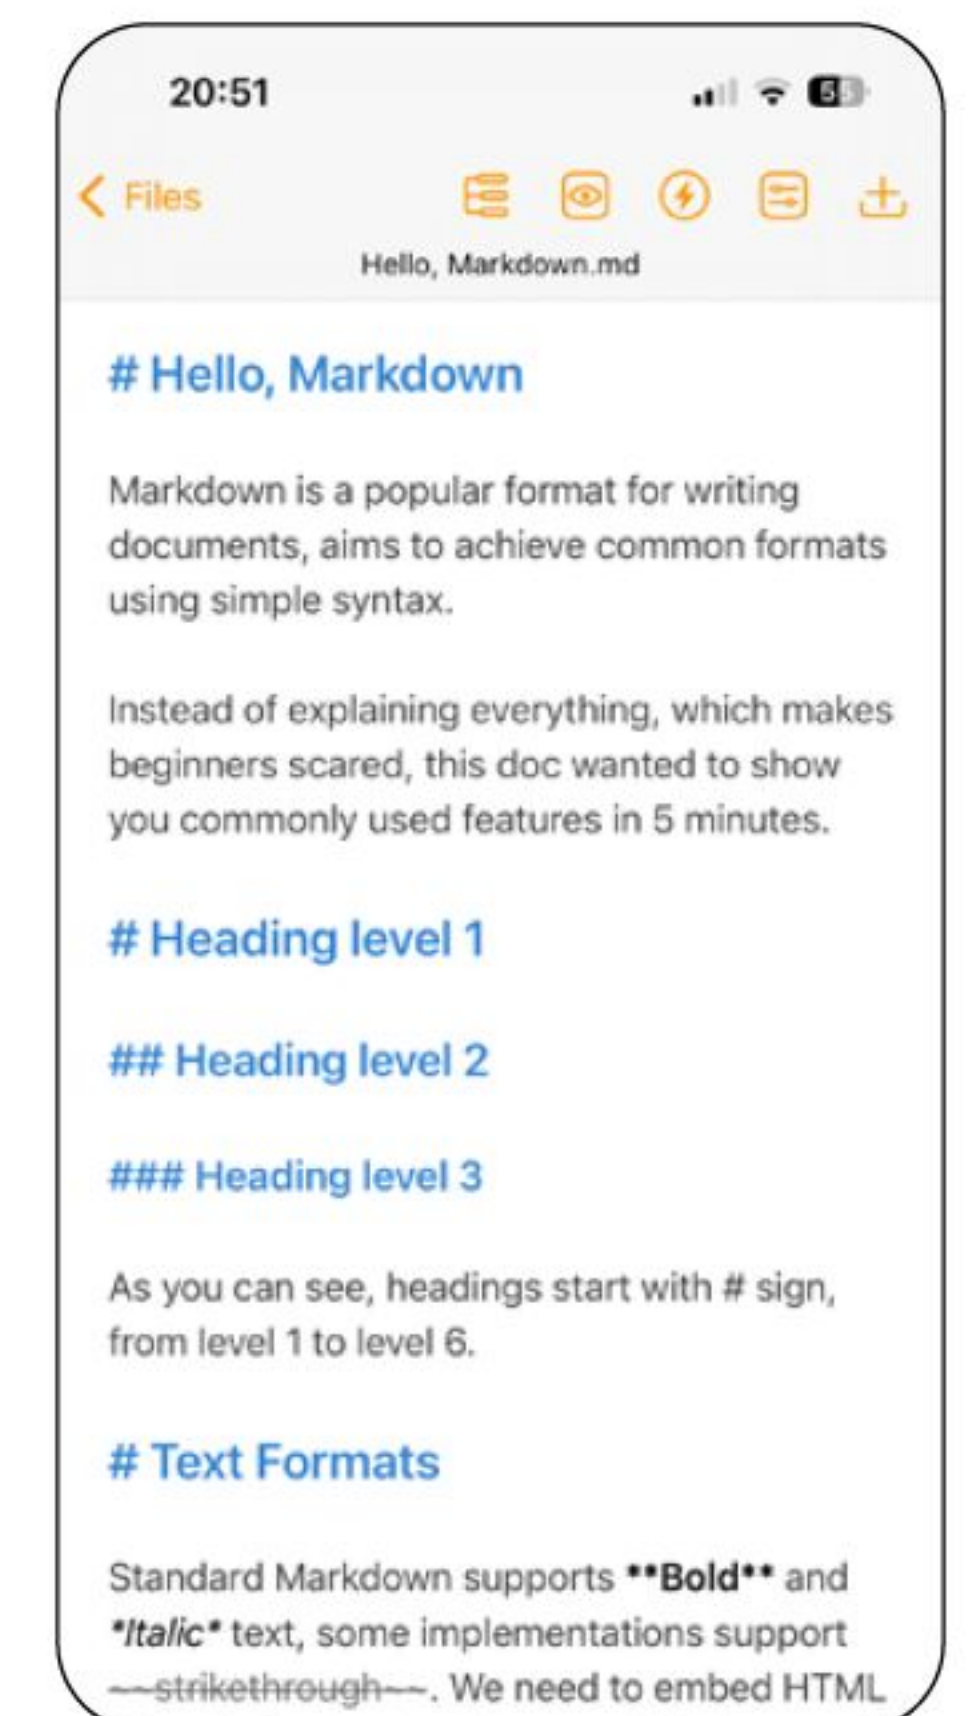 20:51
55
Files
Hello, Markdown.md
# Hello, Markdown
Markdown is a popular format for writing
documents, aims to achieve common formats
using simple syntax.
Instead of explaining everything, which makes
beginners scared, this doc wanted to show
you commonly used features in 5 minutes.
# Heading level 1
## Heading level 2
### Heading level 3
As you can see, headings start with # sign,
from level 1 to level 6.
# Text Formats
Standard Markdown supports **Bold** and
*Italic* text, some implementations support
~~strikethrough~~. We need to embed HTML